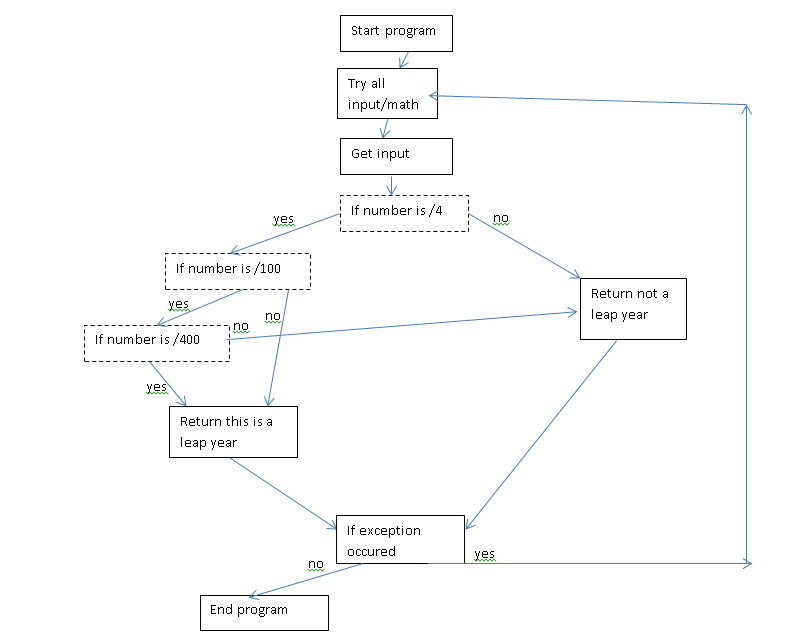 Start program
Try all
input/math
Get input
If number is /4
yes
no
If number is /100
yes
no
Return not a
leap year
If number is /400
no
yes
Return this is a
leap year
If exception
occured
no
yes
End program